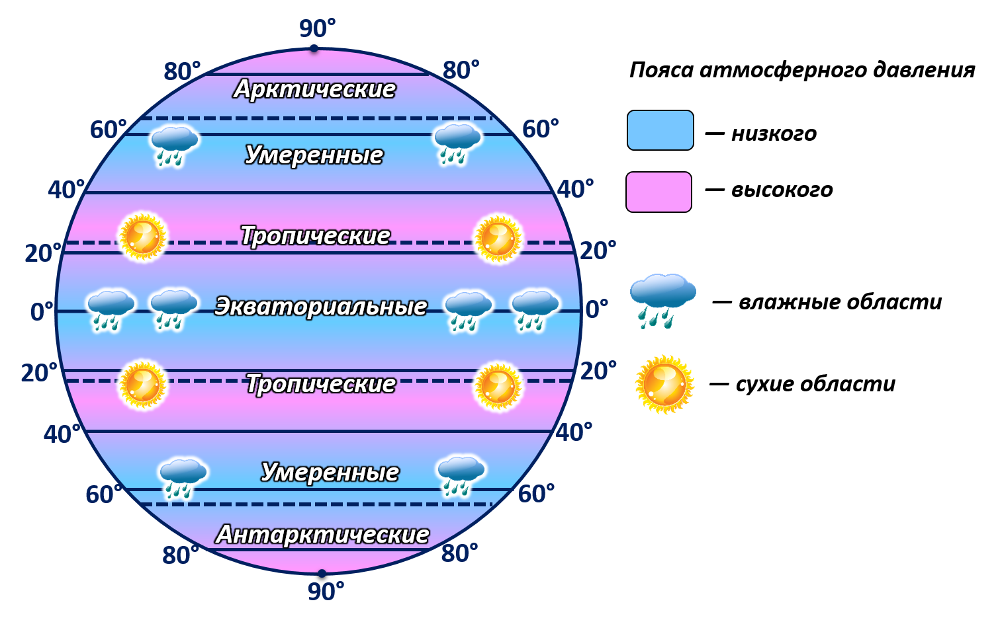 90°
80°
80°
Арктические
60°
60°
Умеренные
40°
40°
Тропические
20°
20°
Экваториальные
0°
0°
20°
20°
Тропические
40°
40°
Умеренные
60°
60°
Антарктические
80°
80°
90°
Пояса атмосферного давления
— низкого
— высокого
— влажные области
— сухие области